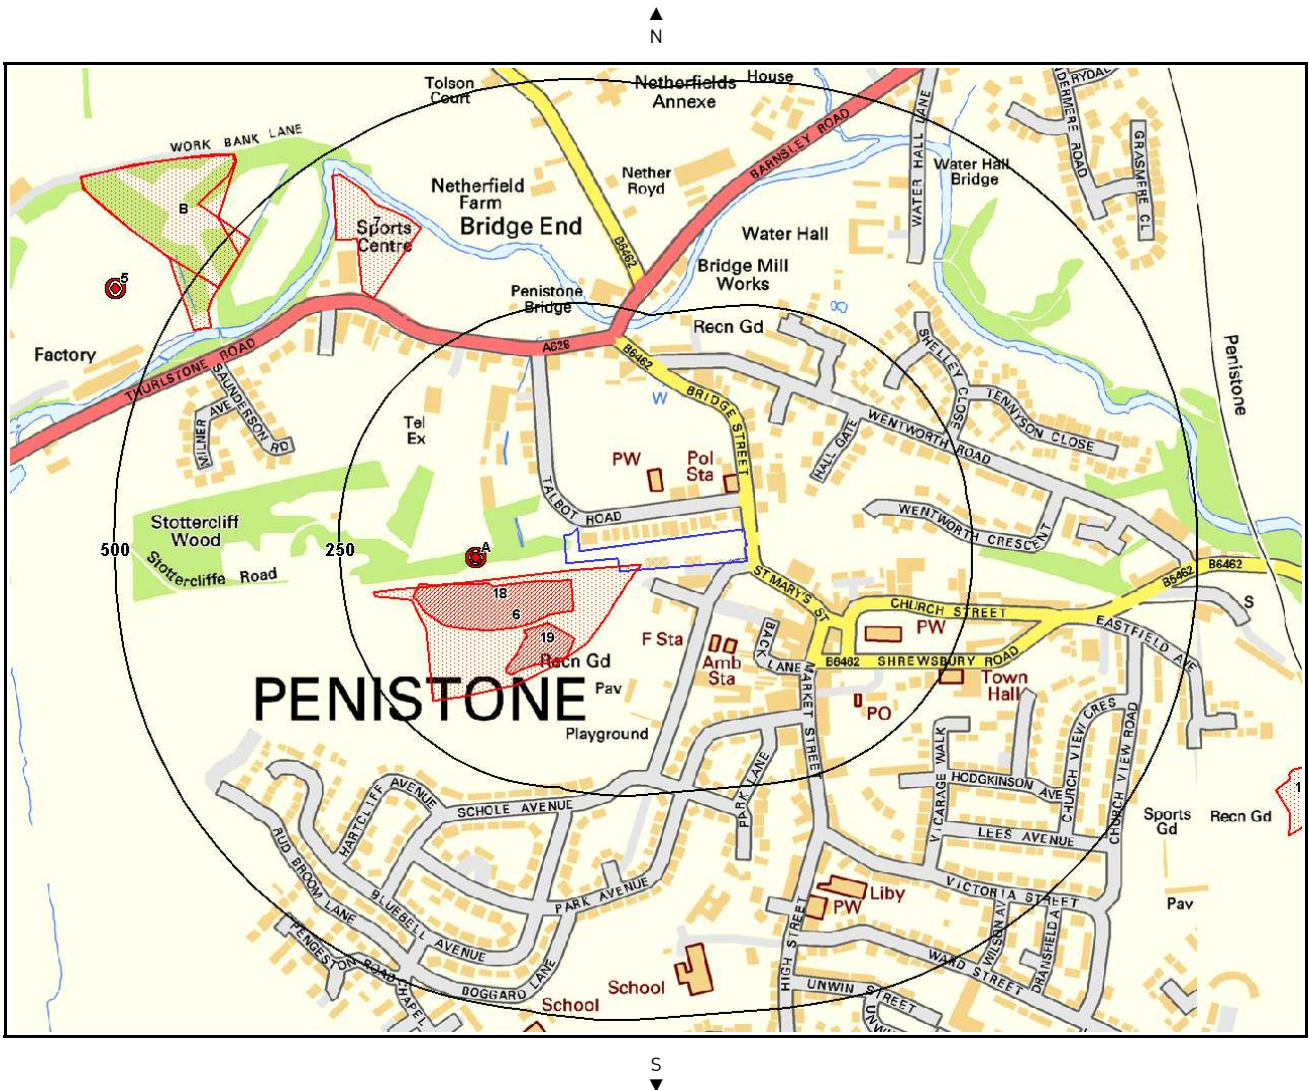 N
Tolson
Court
Netherfields
Annexe
House
RYDAL
DERMERE ROAD
GRASMERE CL
WORK BANK LANE
BARNSLEY ROAD
WATER HALL LANE
Water Hall
Bridge
Nether
Royd
Netherfield
Farm
Bridge End
B
7
Sports
Centre
Water Hall
B6462
Bridge Mill
Works
5
Penistone
Bridge
Recn Gd
Factory
THURLSTONE ROAD
A628
B6462
BRIDGE STREET
SHELLEY CLOSE
TENNYSON CLOSE
Penistone
SAUNDERSON RD
MILNER AVE
Tel
Ex
W
WENTWORTH ROAD
HALL GATE
PW
Pol
Sta
TALBOT ROAD
WENTWORTH CRESCENT
Stottercliff
Wood
Stottercliffe Road
500
250
A
ST MARY'S ST
B6462
B6462
18
6
19
Recn Gd
CHURCH STREET
S
F Sta
BACK LANE
PW
EASTFIELD AVE
Amb
Sta
B6462
SHREWSBURY ROAD
PENISTONE
Pav
MARKET STREET
Town
Hall
PO
Playground
VICARAGE WALK
CHURCH VIEW CRES
CHURCH VIEW ROAD
HARTCLIFF AVENUE
SCHOLE AVENUE
PARK LANE
HODGKINSON AVE
1
Sports
Gd
Recn Gd
LEES AVENUE
RUD BROOM LANE
BLUEBELL AVENUE
PARK AVENUE
Liby
PW
VICTORIA STREET
Pav
HIGH STREET
WILSON AV
DRANSFIELD A
PENGESTON ROAD
WARD STREET
BOGGARD LANE
CHAPEL
School
School
UNWIN STREET
UNWI
S